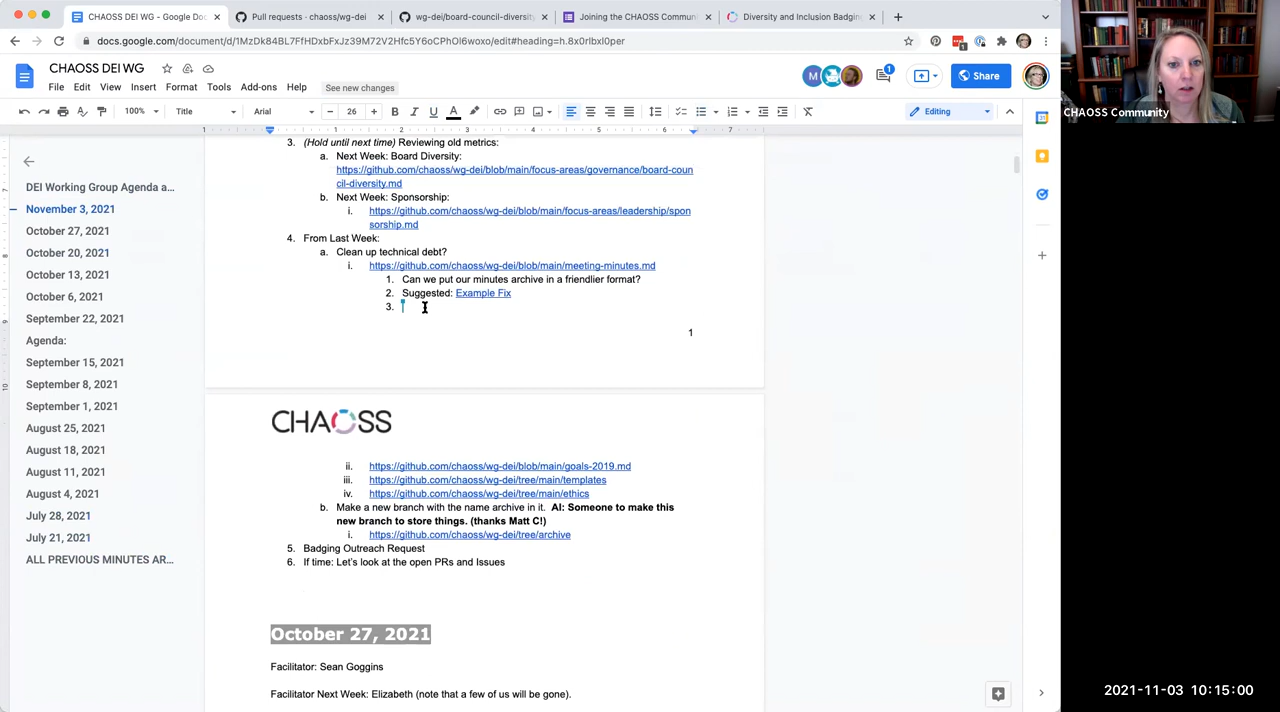 CHAOSS DEI WG - Google Doc
Pull requests · chaoss/wg-dei
wg-dei/board-council-diversity
Joining the CHAOSS Commun
Diversity and Inclusion Badgin
docs.google.com/document/d/1MzDk84BL7FfHDxbFxJz39M72V2Hfc5Y6oCPhOl6woxo/edit#heading=h.8x0rlbxl0per
CHAOSS DEI WG
File Edit View Insert Format Tools Add-ons Help See new changes
M
1
Share
100% Title Arial 26 Editing
DEI Working Group Agenda a...
November 3, 2021
October 27, 2021
October 20, 2021
October 13, 2021
October 6, 2021
September 22, 2021
Agenda:
September 15, 2021
September 8, 2021
September 1, 2021
August 25, 2021
August 18, 2021
August 11, 2021
August 4, 2021
July 28, 2021
July 21, 2021
ALL PREVIOUS MINUTES AR...
3. (Hold until next time) Reviewing old metrics:
a. Next Week: Board Diversity:
https://github.com/chaoss/wg-dei/blob/main/focus-areas/governance/board-coun
cil-diversity.md
b. Next Week: Sponsorship:
i. https://github.com/chaoss/wg-dei/blob/main/focus-areas/leadership/spon
sorship.md
4. From Last Week:
a. Clean up technical debt?
i. https://github.com/chaoss/wg-dei/blob/main/meeting-minutes.md
1. Can we put our minutes archive in a friendlier format?
2. Suggested: Example Fix
3.
1
CHAOSS
ii. https://github.com/chaoss/wg-dei/blob/main/goals-2019.md
iii. https://github.com/chaoss/wg-dei/tree/main/templates
iv. https://github.com/chaoss/wg-dei/tree/main/ethics
b. Make a new branch with the name archive in it. AI: Someone to make this
new branch to store things. (thanks Matt C!)
i. https://github.com/chaoss/wg-dei/tree/archive
5. Badging Outreach Request
6. If time: Let's look at the open PRs and Issues
October 27, 2021
Facilitator: Sean Goggins
Facilitator Next Week: Elizabeth (note that a few of us will be gone).
CHAOSS Community
2021-11-03 10:15:00